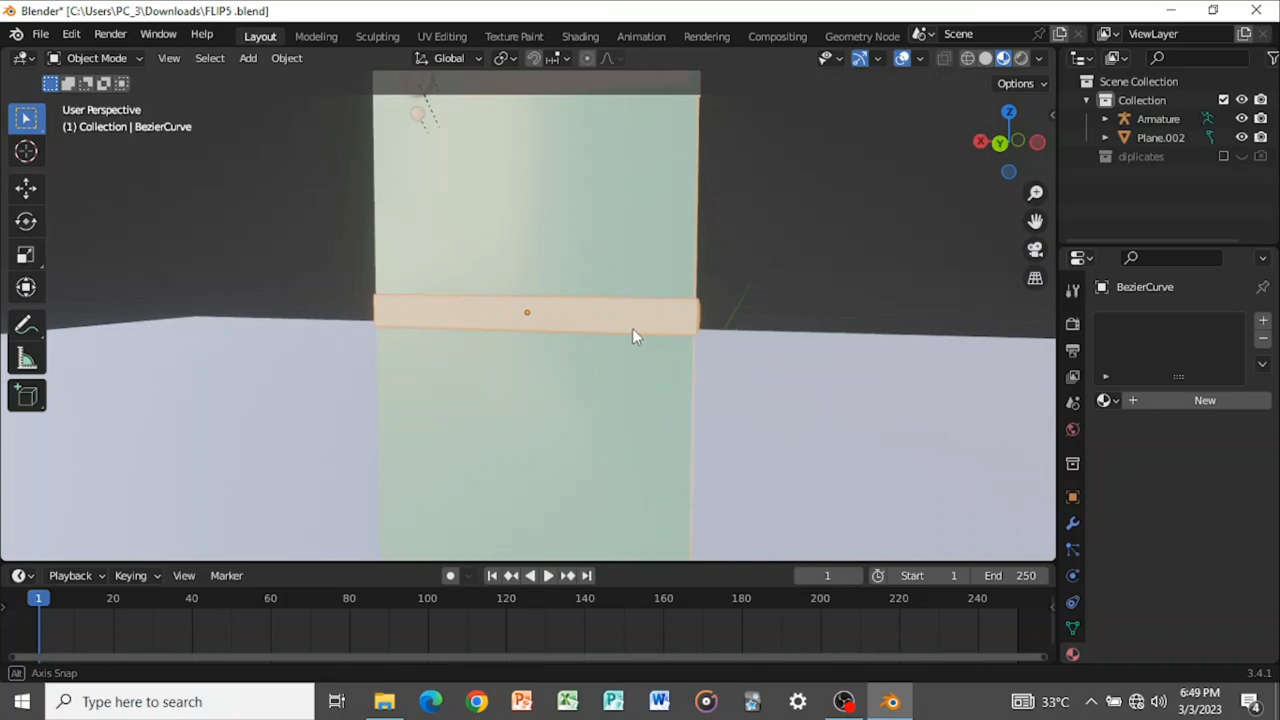 Blender* [C:\Users\PC_3\Downloads\FLIP5 .blend]
File Edit Render Window Help Layout Modeling Sculpting UV Editing Texture Paint Shading Animation Rendering Compositing Geometry Node Scene ViewLayer
Object Mode View Select Add Object Global
Options
User Perspective
(1) Collection | BezierCurve
Z
X
Y
Scene Collection
Collection
Armature
Plane.002
diplicates
BezierCurve
New
Playback Keying View Marker 1 Start 1 End 250
1 20 40 60 80 100 120 140 160 180 200 220 240
Alt Axis Snap 3.4.1
Type here to search
33°C
6:49 PM
3/3/2023
4